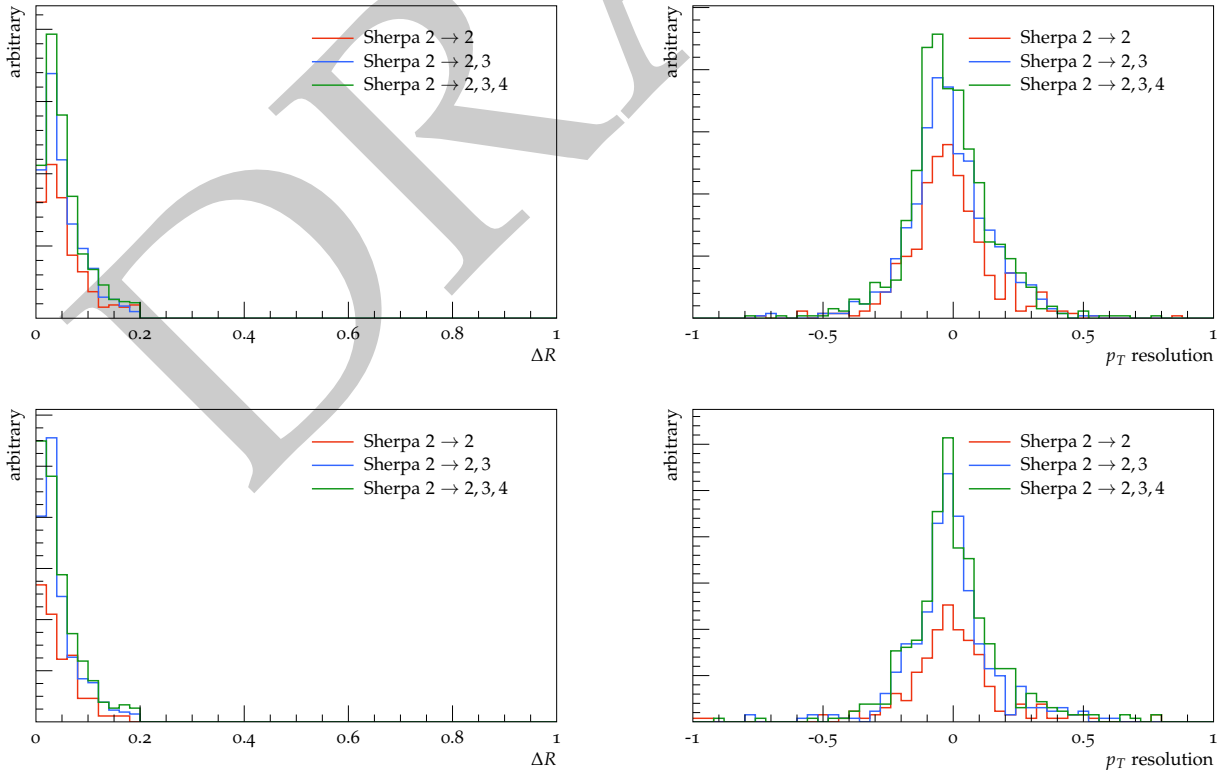 arbitrary
Sherpa 2 → 2
Sherpa 2 → 2, 3
Sherpa 2 → 2, 3, 4
0 0.2 0.4 0.6 0.8 1
ΔR
arbitrary
Sherpa 2 → 2
Sherpa 2 → 2, 3
Sherpa 2 → 2, 3, 4
-1 -0.5 0 0.5 1
p_T resolution
arbitrary
Sherpa 2 → 2
Sherpa 2 → 2, 3
Sherpa 2 → 2, 3, 4
0 0.2 0.4 0.6 0.8 1
ΔR
arbitrary
Sherpa 2 → 2
Sherpa 2 → 2, 3
Sherpa 2 → 2, 3, 4
-1 -0.5 0 0.5 1
p_T resolution